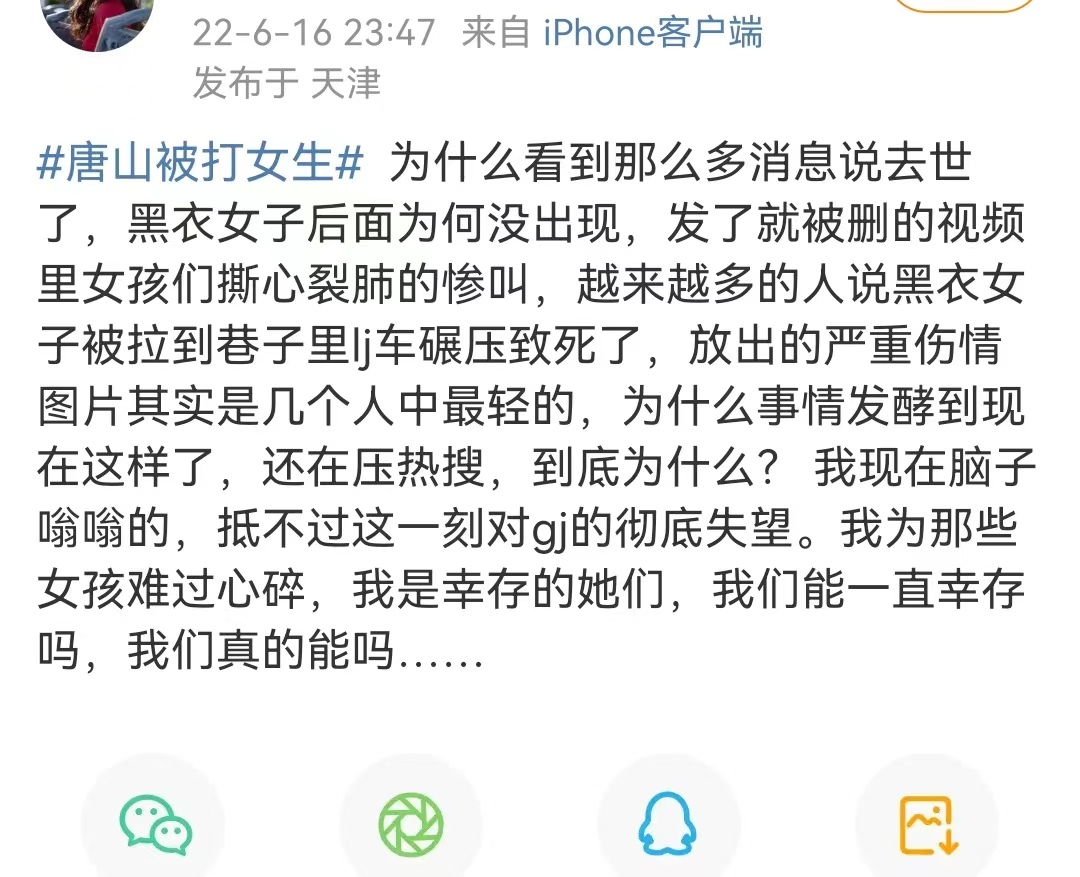 22-6-16 23:47 来自 iPhone客户端
发布于 天津
#唐山被打女生# 为什么看到那么多消息说去世
了，黑衣女子后面为何没出现，发了就被删的视频
里女孩们撕心裂肺的惨叫，越来越多的人说黑衣女
子被拉到巷子里lj车碾压致死了，放出的严重伤情
图片其实是几个人中最轻的，为什么事情发酵到现
在这样了，还在压热搜，到底为什么？ 我现在脑子
嗡嗡的，抵不过这一刻对gj的彻底失望。我为那些
女孩难过心碎，我是幸存的她们，我们能一直幸存
吗，我们真的能吗……